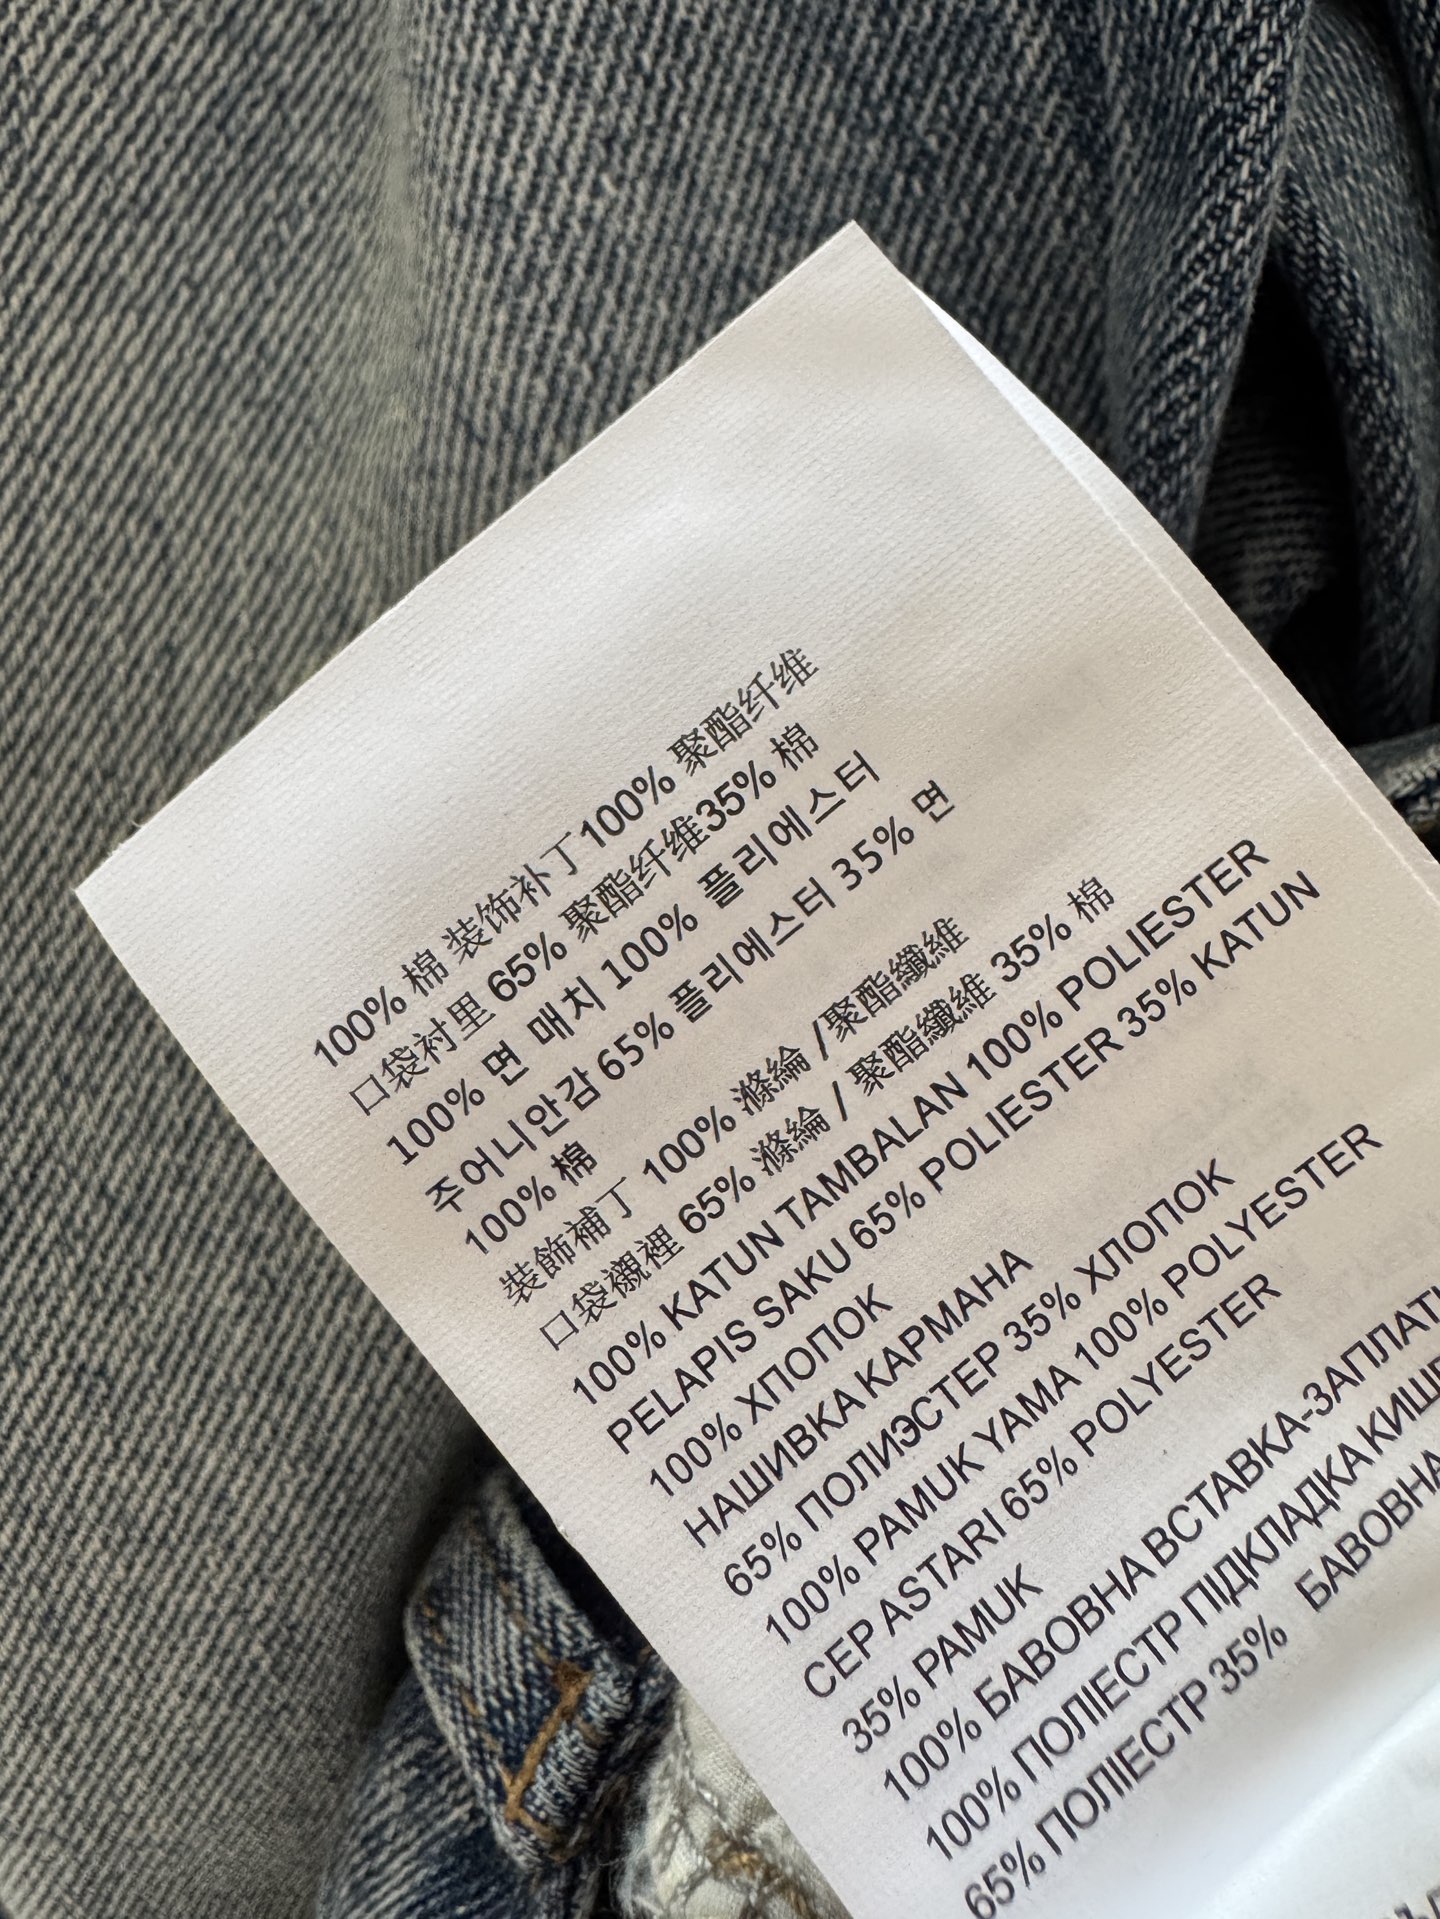 100% 棉 装饰补丁100% 聚酯纤维
口袋衬里 65% 聚酯纤维35% 棉
100% 면 매치 100% 폴리에스터
주어니안감 65% 폴리에스터 35% 면
100% 棉
裝飾補丁 100% 滌綸 /聚酯纖維
口袋襯裡 65% 滌綸 / 聚酯纖維 35% 棉
100% KATUN TAMBALAN 100% POLIESTER
PELAPIS SAKU 65% POLIESTER 35% KATUN
100% ХЛОПОК
НАШИВКА КАРМАНА
65% ПОЛИЭСТЕР 35% ХЛОПОК
100% PAMUK YAMA 100% POLYESTER
CEP ASTARI 65% POLYESTER
35% PAMUK
100% БАВОВНА ВСТАВКА-ЗАПЛАТ
100% ПОЛІЕСТР ПІДКЛАДКА КИШ
65% ПОЛІЕСТР 35% БАВОВНА